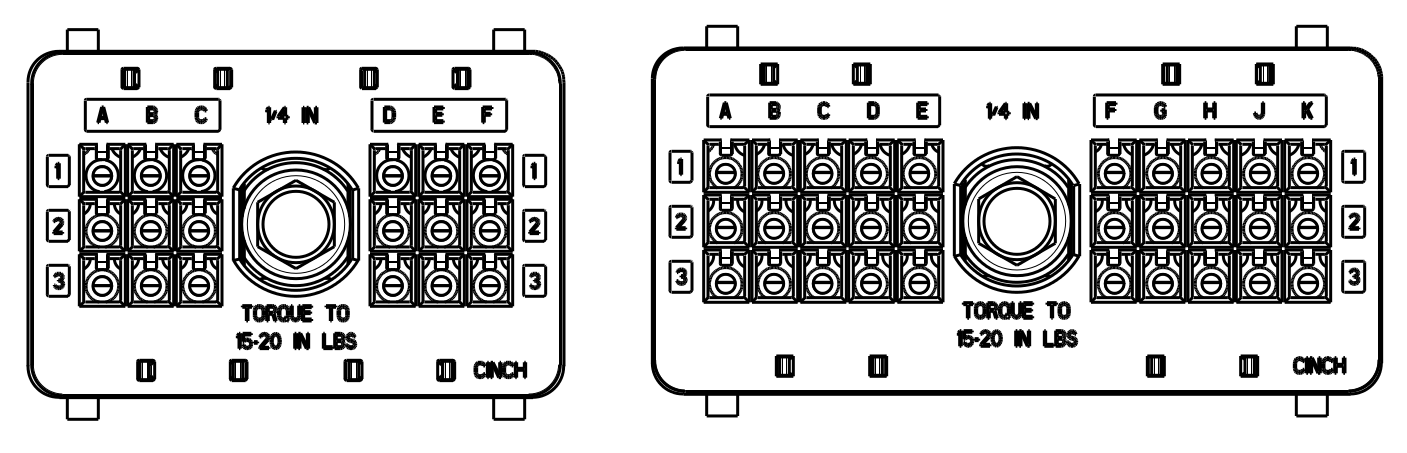 A B C 1/4 IN D E F
1 1
2 2
3 3
TORQUE TO
15-20 IN LBS
CINCH
A B C D E 1/4 IN F G H J K
1 1
2 2
3 3
TORQUE TO
15-20 IN LBS
CINCH